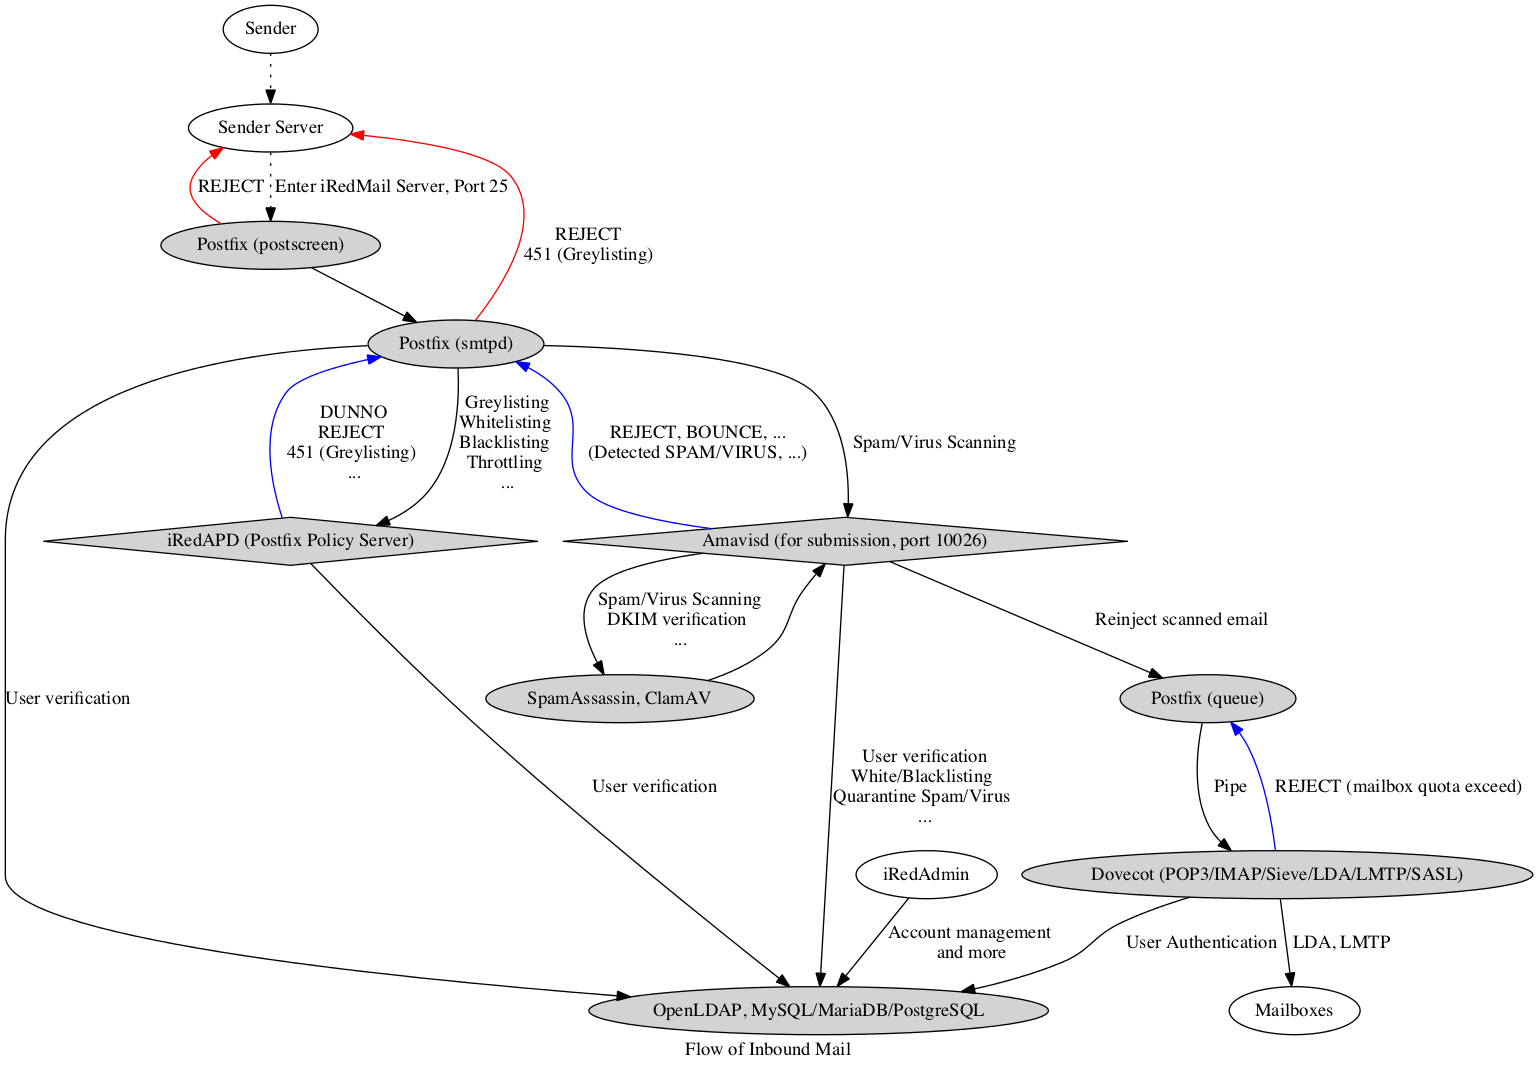 Sender
Sender Server
REJECT
Enter iRedMail Server, Port 25
REJECT
451 (Greylisting)
Postfix (postscreen)
Postfix (smtpd)
DUNNO
REJECT
451 (Greylisting)
...
Greylisting
Whitelisting
Blacklisting
Throttling
...
REJECT, BOUNCE, ...
(Detected SPAM/VIRUS, ...)
Spam/Virus Scanning
iRedAPD (Postfix Policy Server)
Amavisd (for submission, port 10026)
Spam/Virus Scanning
DKIM verification
...
Reinject scanned email
User verification
SpamAssassin, ClamAV
Postfix (queue)
User verification
User verification
White/Blacklisting
Quarantine Spam/Virus
...
Pipe
REJECT (mailbox quota exceed)
iRedAdmin
Dovecot (POP3/IMAP/Sieve/LDA/LMTP/SASL)
Account management
and more
User Authentication
LDA, LMTP
OpenLDAP, MySQL/MariaDB/PostgreSQL
Mailboxes
Flow of Inbound Mail